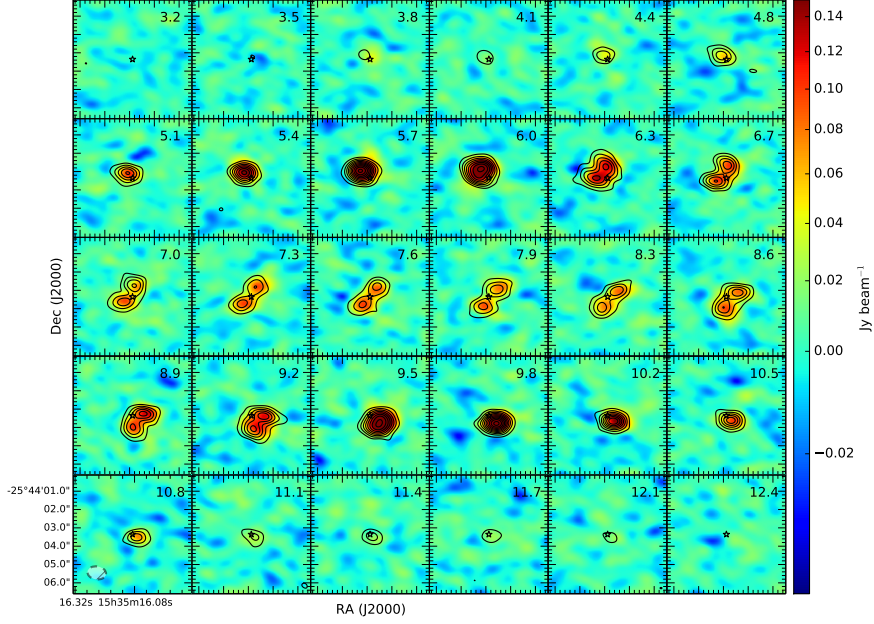 3.2 3.5 3.8 4.1 4.4 4.8 0.14
0.12
5.1 5.4 5.7 6.0 6.3 6.7 0.10
0.08
0.06
0.04
7.0 7.3 7.6 7.9 8.3 8.6
0.02
Dec (J2000)
Jy beam⁻¹
0.00
8.9 9.2 9.5 9.8 10.2 10.5
−0.02
-25°44'01.0" 10.8 11.1 11.4 11.7 12.1 12.4
02.0"
03.0"
04.0"
05.0"
06.0"
16.32s 15h35m16.08s
RA (J2000)